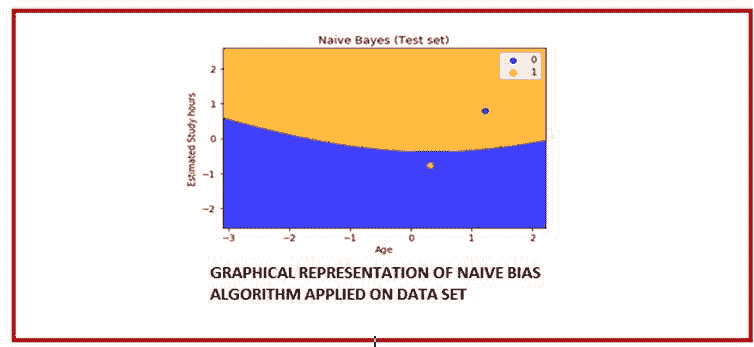 Naive Bayes (Test set)
0
1
Estimated Study hours
2
1
0
−1
−2
−3
−2
−1
0
1
2
Age
GRAPHICAL REPRESENTATION OF NAIVE BIAS
ALGORITHM APPLIED ON DATA SET